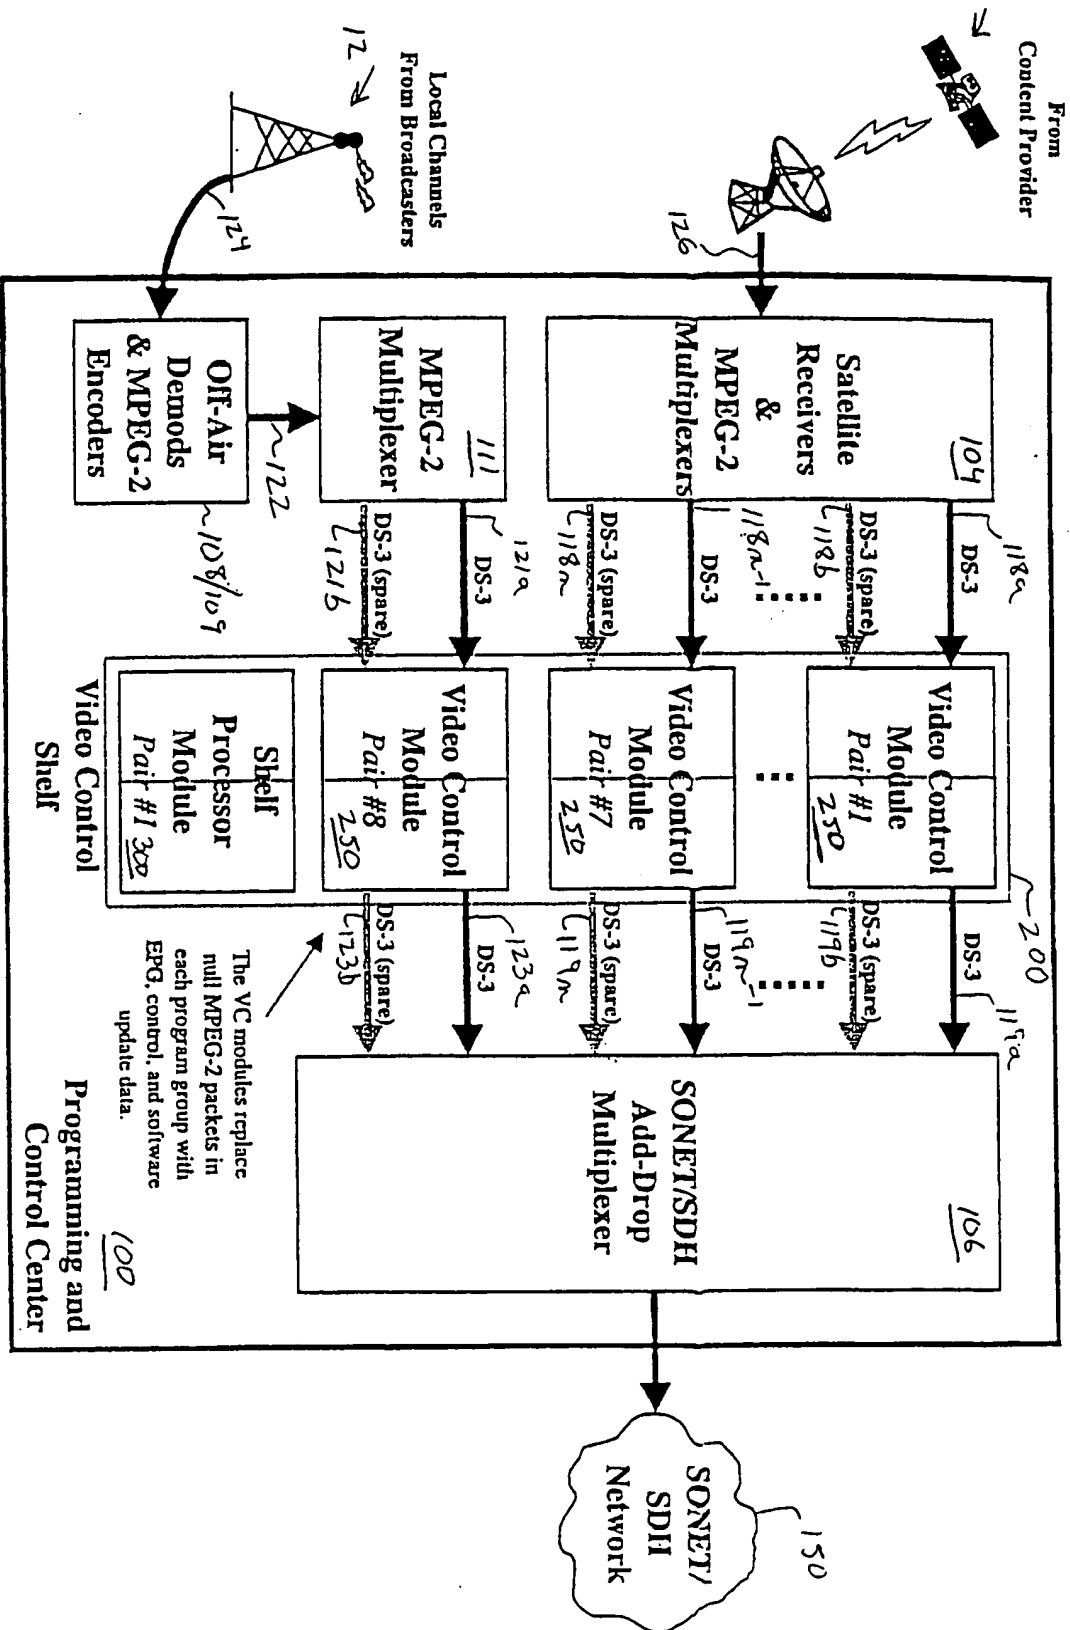 From
Content Provider
126
Local Channels
From Broadcasters
12
124
Satellite
Receivers
&
MPEG-2
Multiplexers
104
MPEG-2
Multiplexer
111
Off-Air
Demods
& MPEG-2
Encoders
122
108/109
118a
DS-3
DS-3 (spare)
118b
118n-1
DS-3
DS-3 (spare)
118n
121a
DS-3
DS-3 (spare)
121b
Video Control
Module
Pair #1
250
Video Control
Module
Pair #7
250
Video Control
Module
Pair #8
250
Shelf
Processor
Module
Pair #1 300
Video Control
Shelf
200
119a
DS-3
DS-3 (spare)
119b
119n-1
DS-3
DS-3 (spare)
119n
123a
DS-3
DS-3 (spare)
123b
The VC modules replace
null MPEG-2 packets in
each program group with
EPG, control, and software
update data.
SONET/SDH
Add-Drop
Multiplexer
106
Programming and
Control Center
100
SONET/
SDH
Network
150